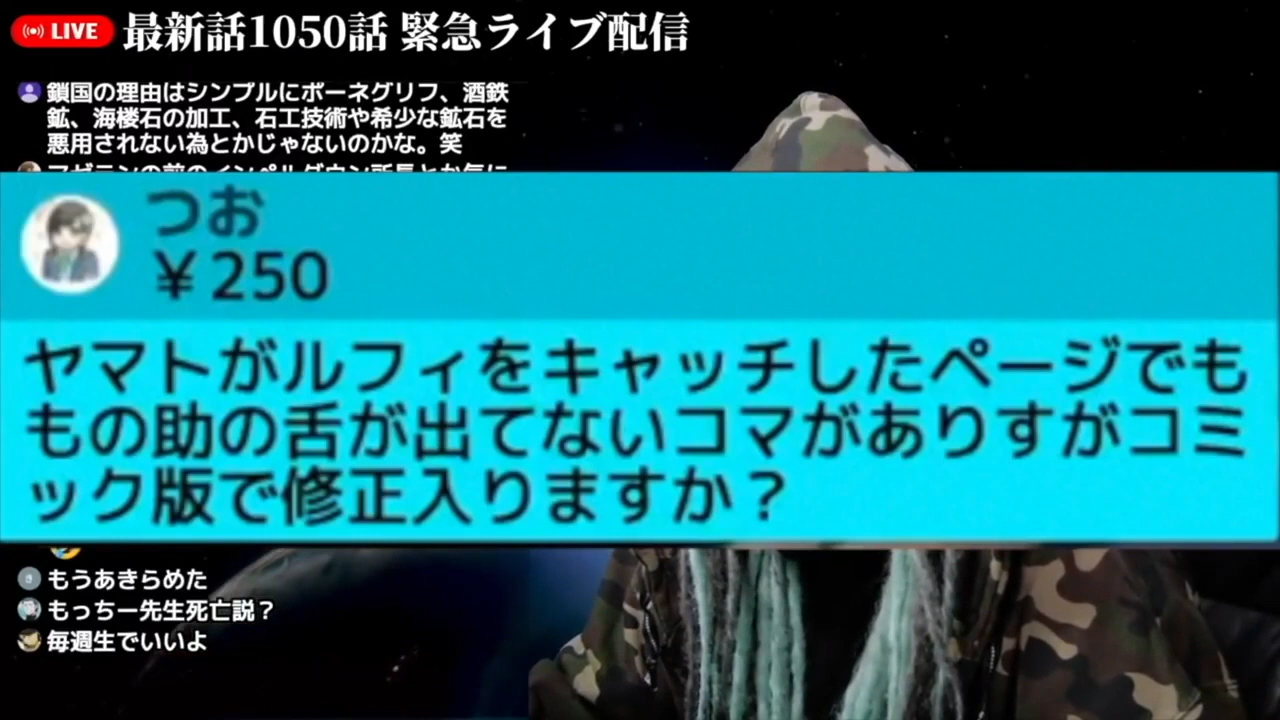 LIVE 最新話1050話 緊急ライブ配信
鎖国の理由はシンプルにポーネグリフ、酒鉄
鉱、海楼石の加工、石工技術や希少な鉱石を
悪用されない為とかじゃないのかな。笑
つお
￥250
ヤマトがルフィをキャッチしたページでも
もの助の舌が出てないコマがありすがコミ
ック版で修正入りますか？
もうあきらめた
もっちー先生死亡説？
毎週生でいいよ